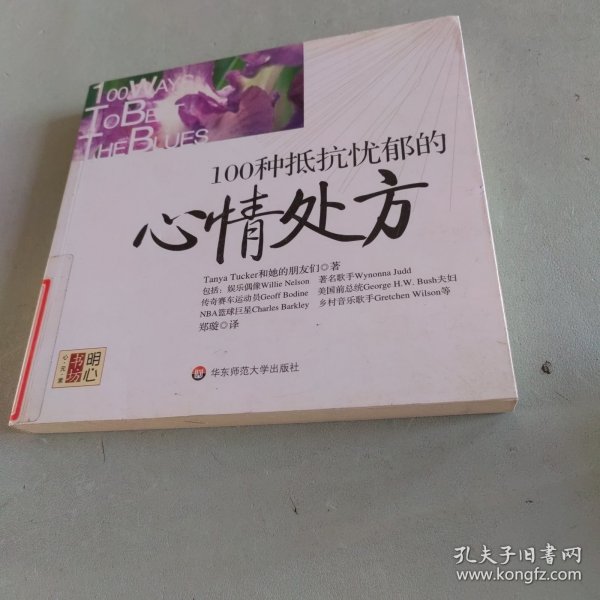 100 WAYS
TO BE
THE BLUES
100种抵抗忧郁的
心情处方
Tanya Tucker和她的朋友们◇著
包括：娱乐偶像Willie Nelson 著名歌手Wynonna Judd
传奇赛车运动员Geoff Bodine 美国前总统George H.W. Bush夫妇
NBA篮球巨星Charles Barkley 乡村音乐歌手Gretchen Wilson等
郑璇◇译
明心
书坊
华东师范大学出版社
孔夫子旧书网
www.kongfz.com